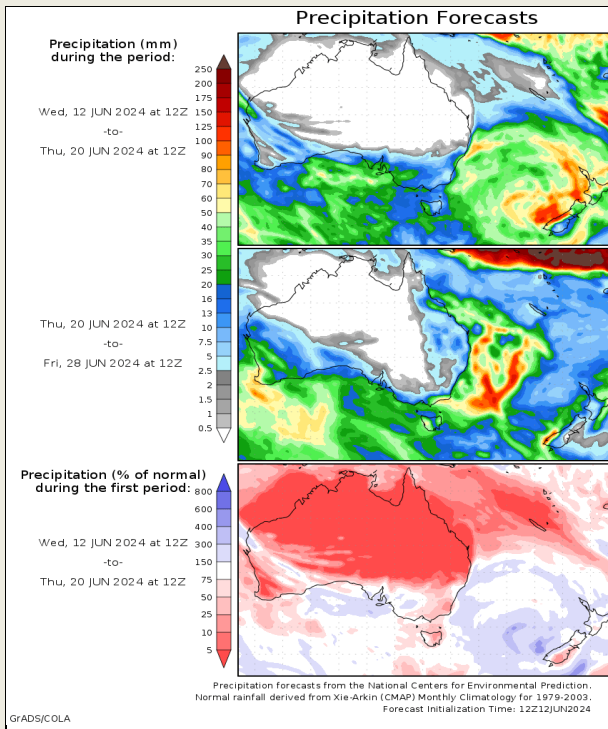 Precipitation Forecasts
Precipitation (mm)
during the period:
Wed, 12 JUN 2024 at 12Z
-to-
Thu, 20 JUN 2024 at 12Z
250
200
175
150
125
100
90
80
70
60
50
40
35
30
25
20
16
13
10
7.5
5
2.5
2
1.5
1
0.5
Thu, 20 JUN 2024 at 12Z
-to-
Fri, 28 JUN 2024 at 12Z
Precipitation (% of normal)
during the first period:
Wed, 12 JUN 2024 at 12Z
-to-
Thu, 20 JUN 2024 at 12Z
800
600
400
300
150
75
50
25
10
5
Precipitation forecasts from the National Centers for Environmental Prediction.
Normal rainfall derived from Xie-Arkin (CMAP) Monthly Climatology for 1979-2003.
Forecast Initialization Time: 12Z12JUN2024
GrADS/COLA